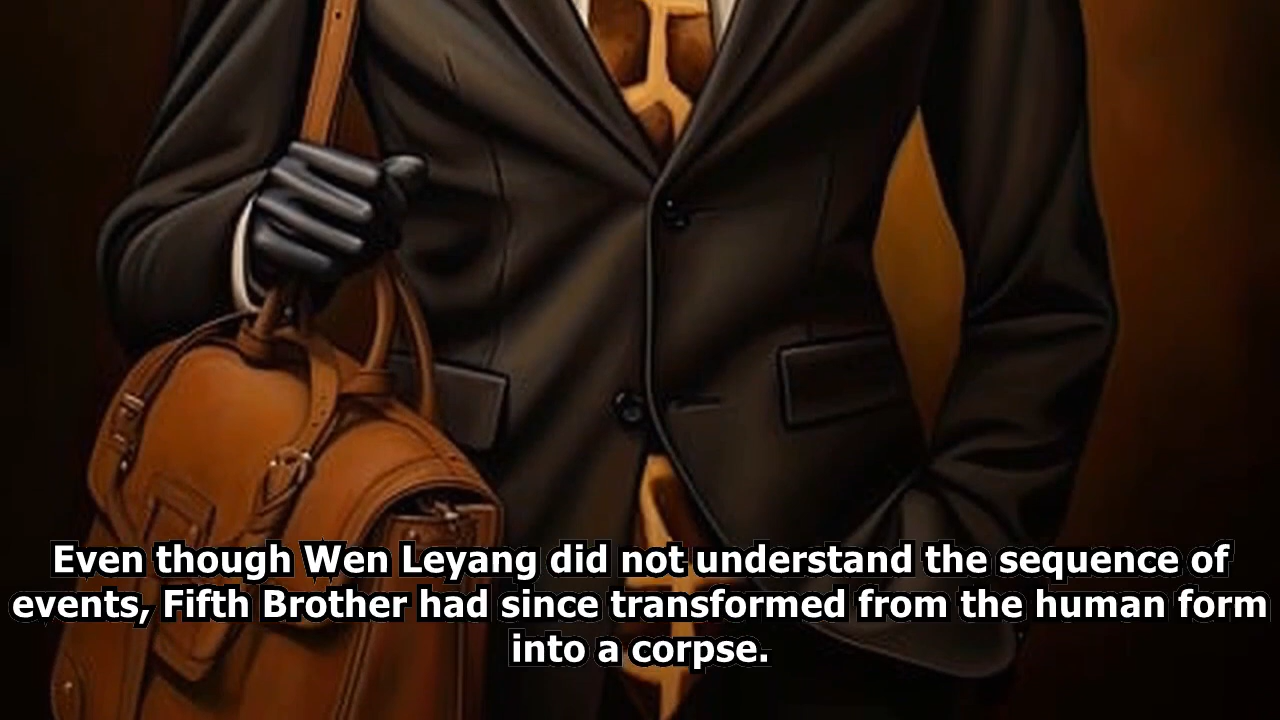 Even though Wen Leyang did not understand the sequence of
events, Fifth Brother had since transformed from the human form
into a corpse.